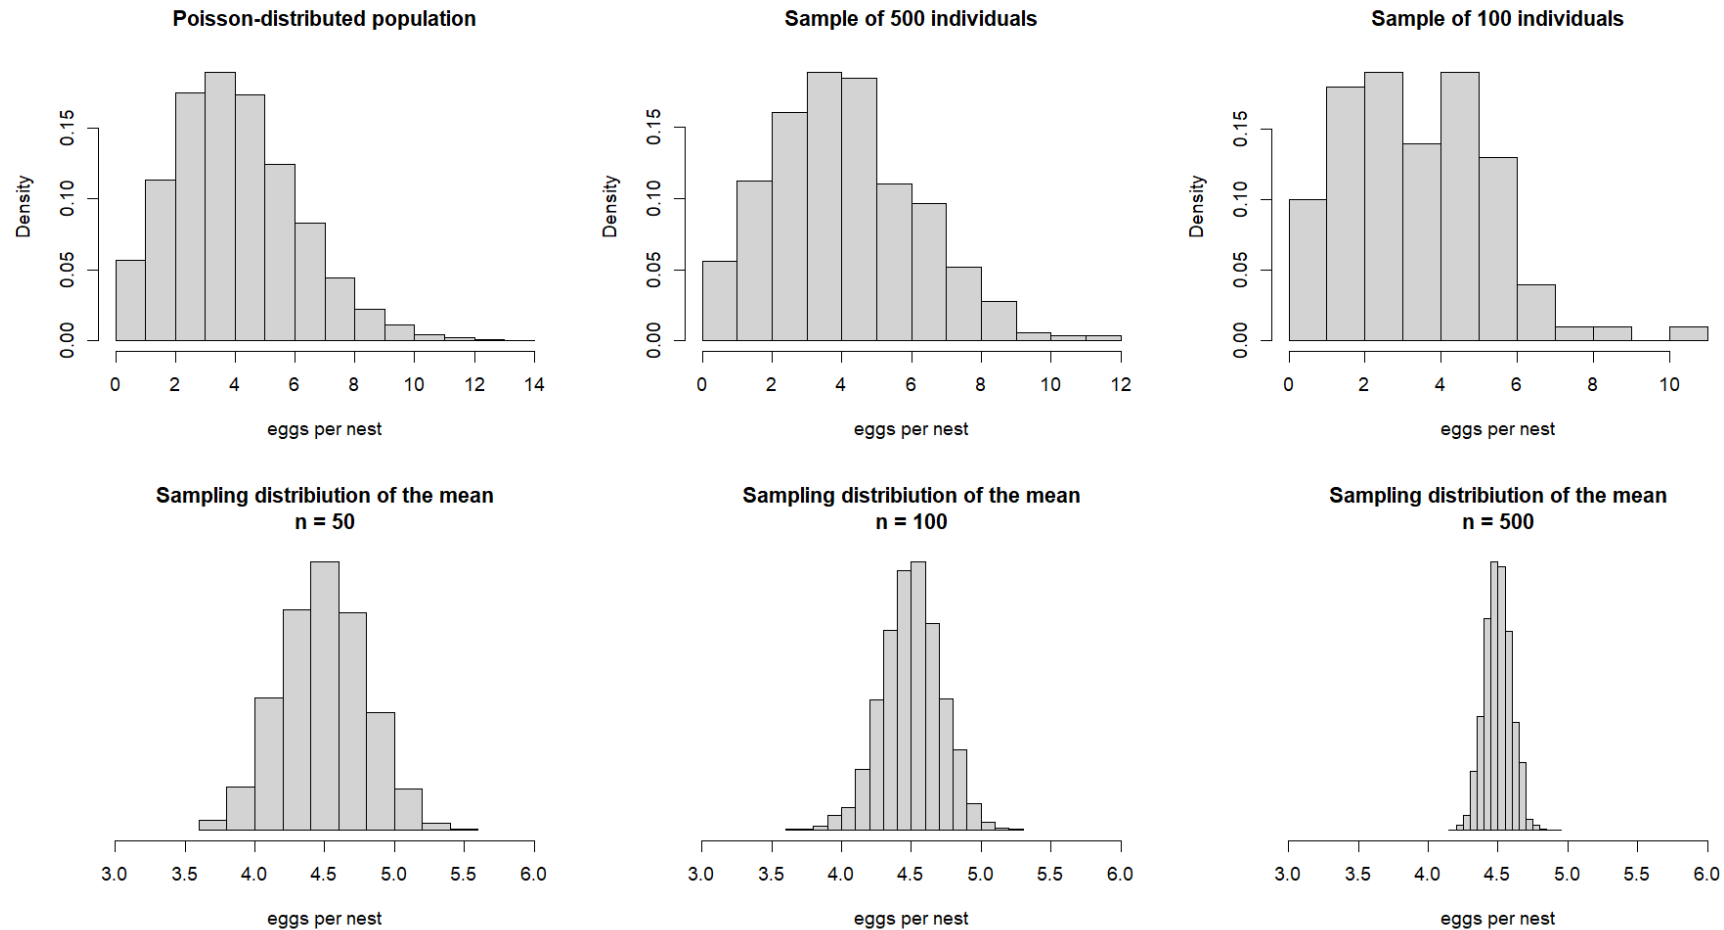 Poisson-distributed population
Density
0.00 0.05 0.10 0.15
0 2 4 6 8 10 12 14
eggs per nest
Sample of 500 individuals
Density
0.00 0.05 0.10 0.15
0 2 4 6 8 10 12
eggs per nest
Sample of 100 individuals
Density
0.00 0.05 0.10 0.15
0 2 4 6 8 10
eggs per nest
Sampling distribiution of the mean
n = 50
3.0 3.5 4.0 4.5 5.0 5.5 6.0
eggs per nest
Sampling distribiution of the mean
n = 100
3.0 3.5 4.0 4.5 5.0 5.5 6.0
eggs per nest
Sampling distribiution of the mean
n = 500
3.0 3.5 4.0 4.5 5.0 5.5 6.0
eggs per nest